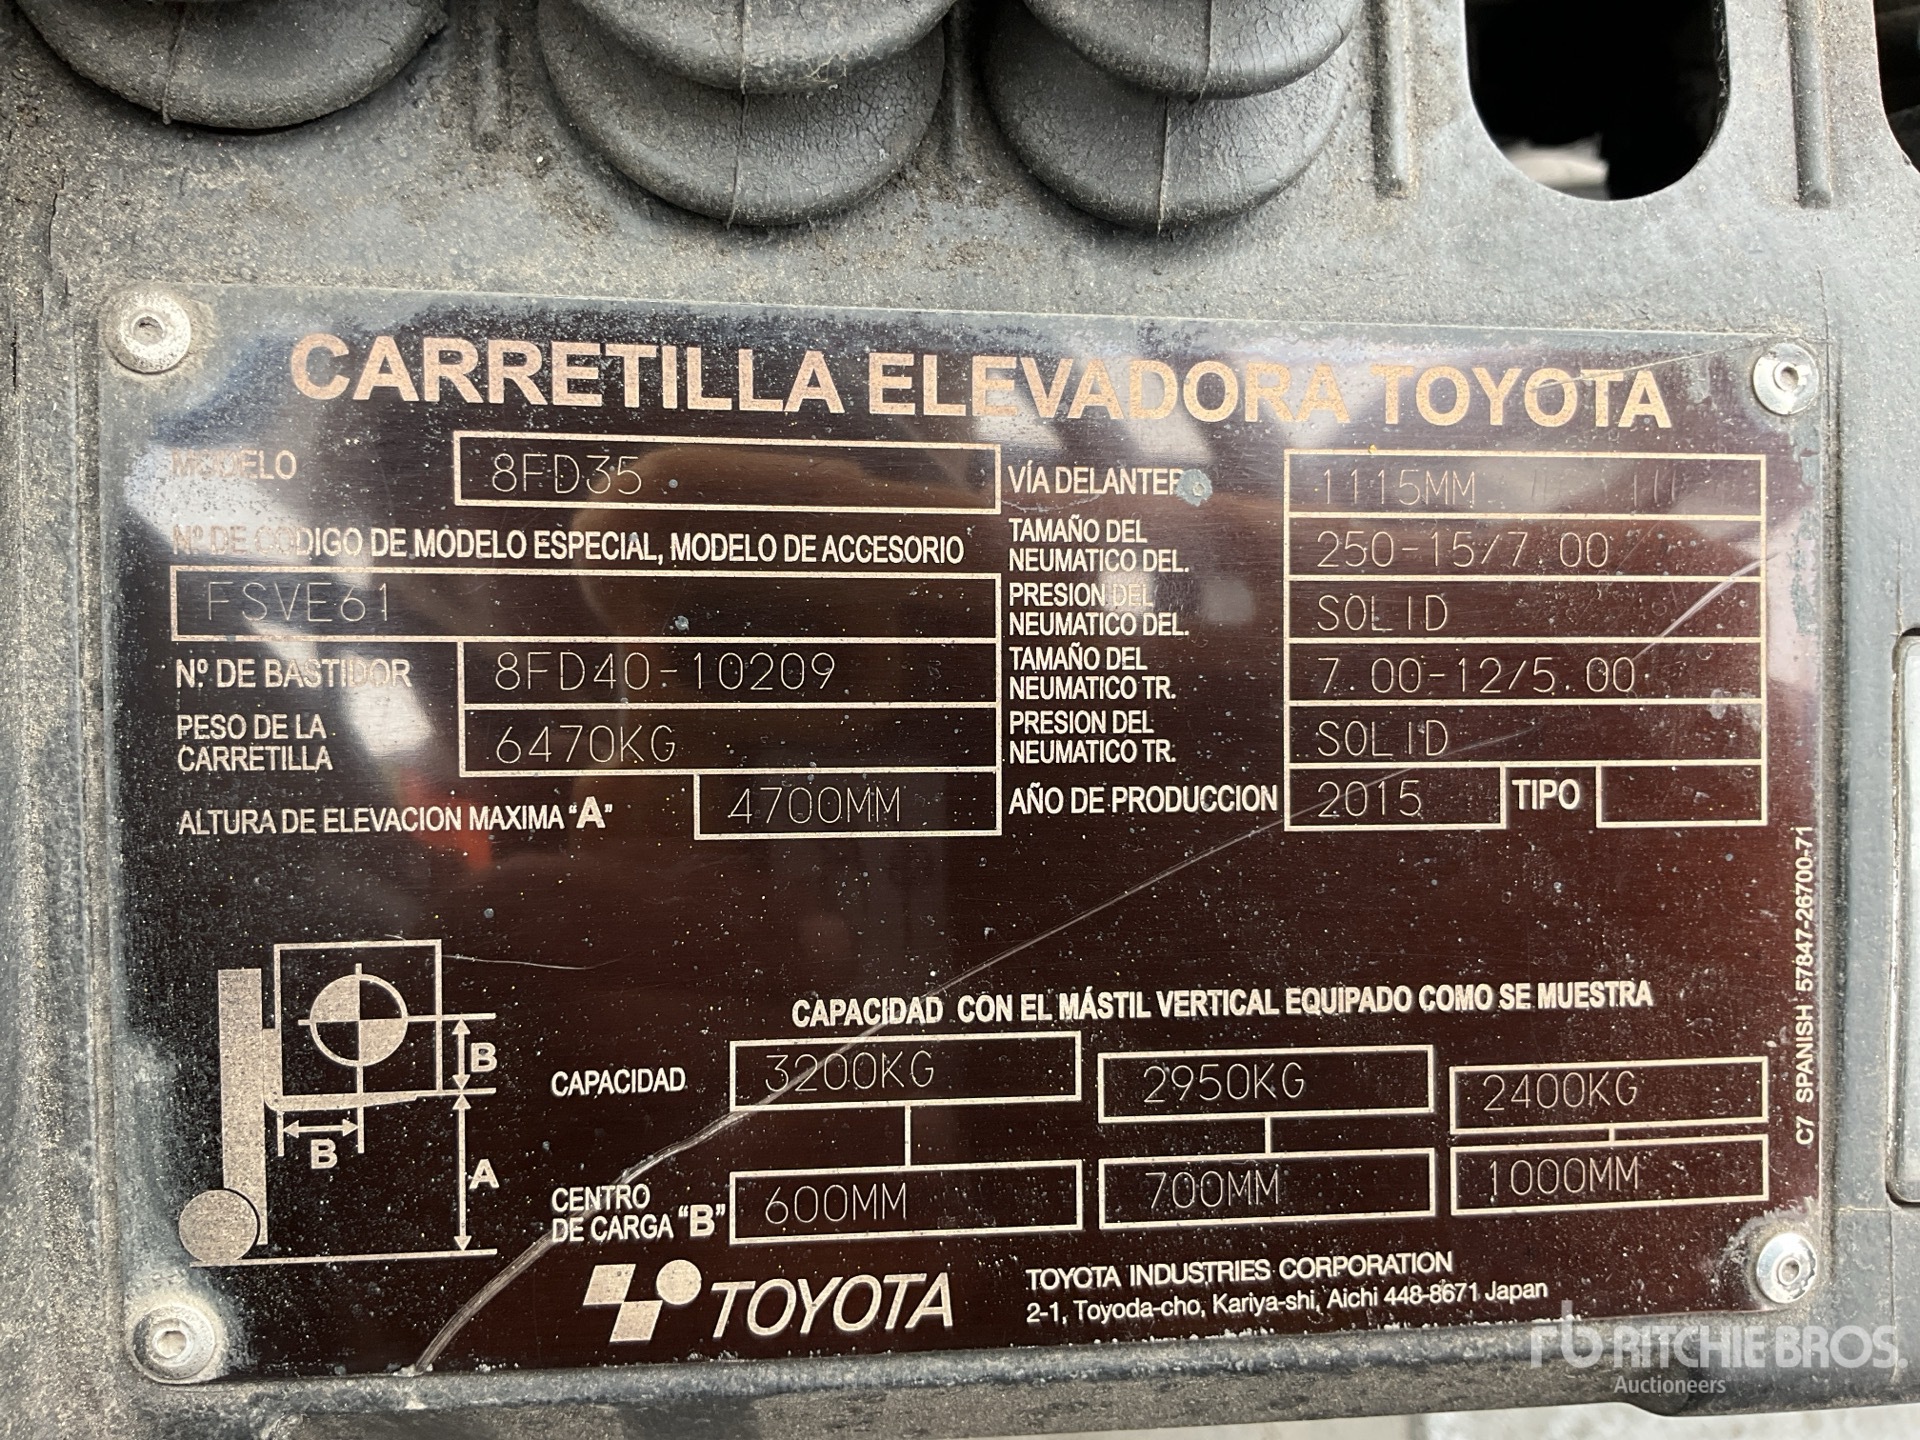 CARRETILLA ELEVADORA TOYOTA
MODELO 8FD35
Nº DE CODIGO DE MODELO ESPECIAL, MODELO DE ACCESORIO
FSVE61
Nº DE BASTIDOR 8FD40-10209
PESO DE LA
CARRETILLA 6470KG
ALTURA DE ELEVACION MAXIMA "A" 4700MM
VÍA DELANTER 1115MM
TAMAÑO DEL
NEUMATICO DEL. 250-15/7.00
PRESION DEL
NEUMATICO DEL. SOLID
TAMAÑO DEL
NEUMATICO TR. 7.00-12/5.00
PRESION DEL
NEUMATICO TR. SOLID
AÑO DE PRODUCCION 2015 TIPO
B
B
A
CAPACIDAD CON EL MÁSTIL VERTICAL EQUIPADO COMO SE MUESTRA
CAPACIDAD 3200KG 2950KG 2400KG
CENTRO
DE CARGA "B" 600MM 700MM 1000MM
TOYOTA
TOYOTA INDUSTRIES CORPORATION
2-1, Toyoda-cho, Kariya-shi, Aichi 448-8671 Japan
C7 SPANISH 57847-26700-71
rb RITCHIE BROS.
Auctioneers